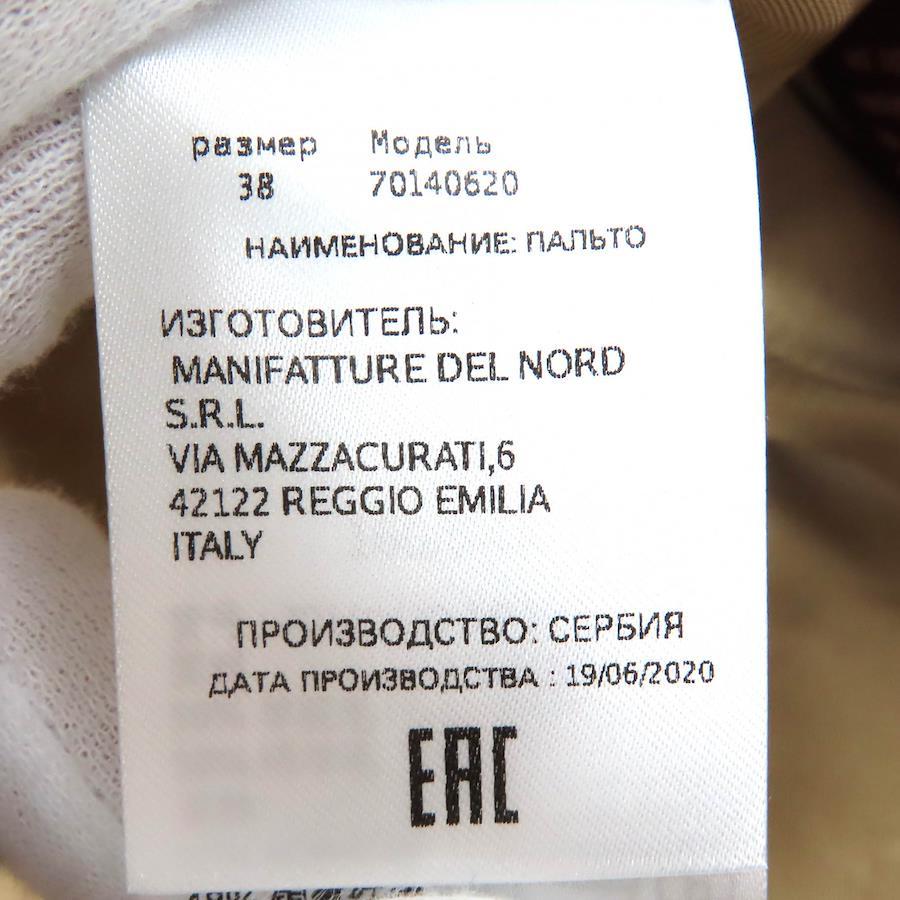 размер Модель
38 70140620
НАИМЕНОВАНИЕ: ПАЛЬТО
ИЗГОТОВИТЕЛЬ:
MANIFATTURE DEL NORD
S.R.L.
VIA MAZZACURATI,6
42122 REGGIO EMILIA
ITALY
ПРОИЗВОДСТВО: СЕРБИЯ
ДАТА ПРОИЗВОДСТВА : 19/06/2020
EAC